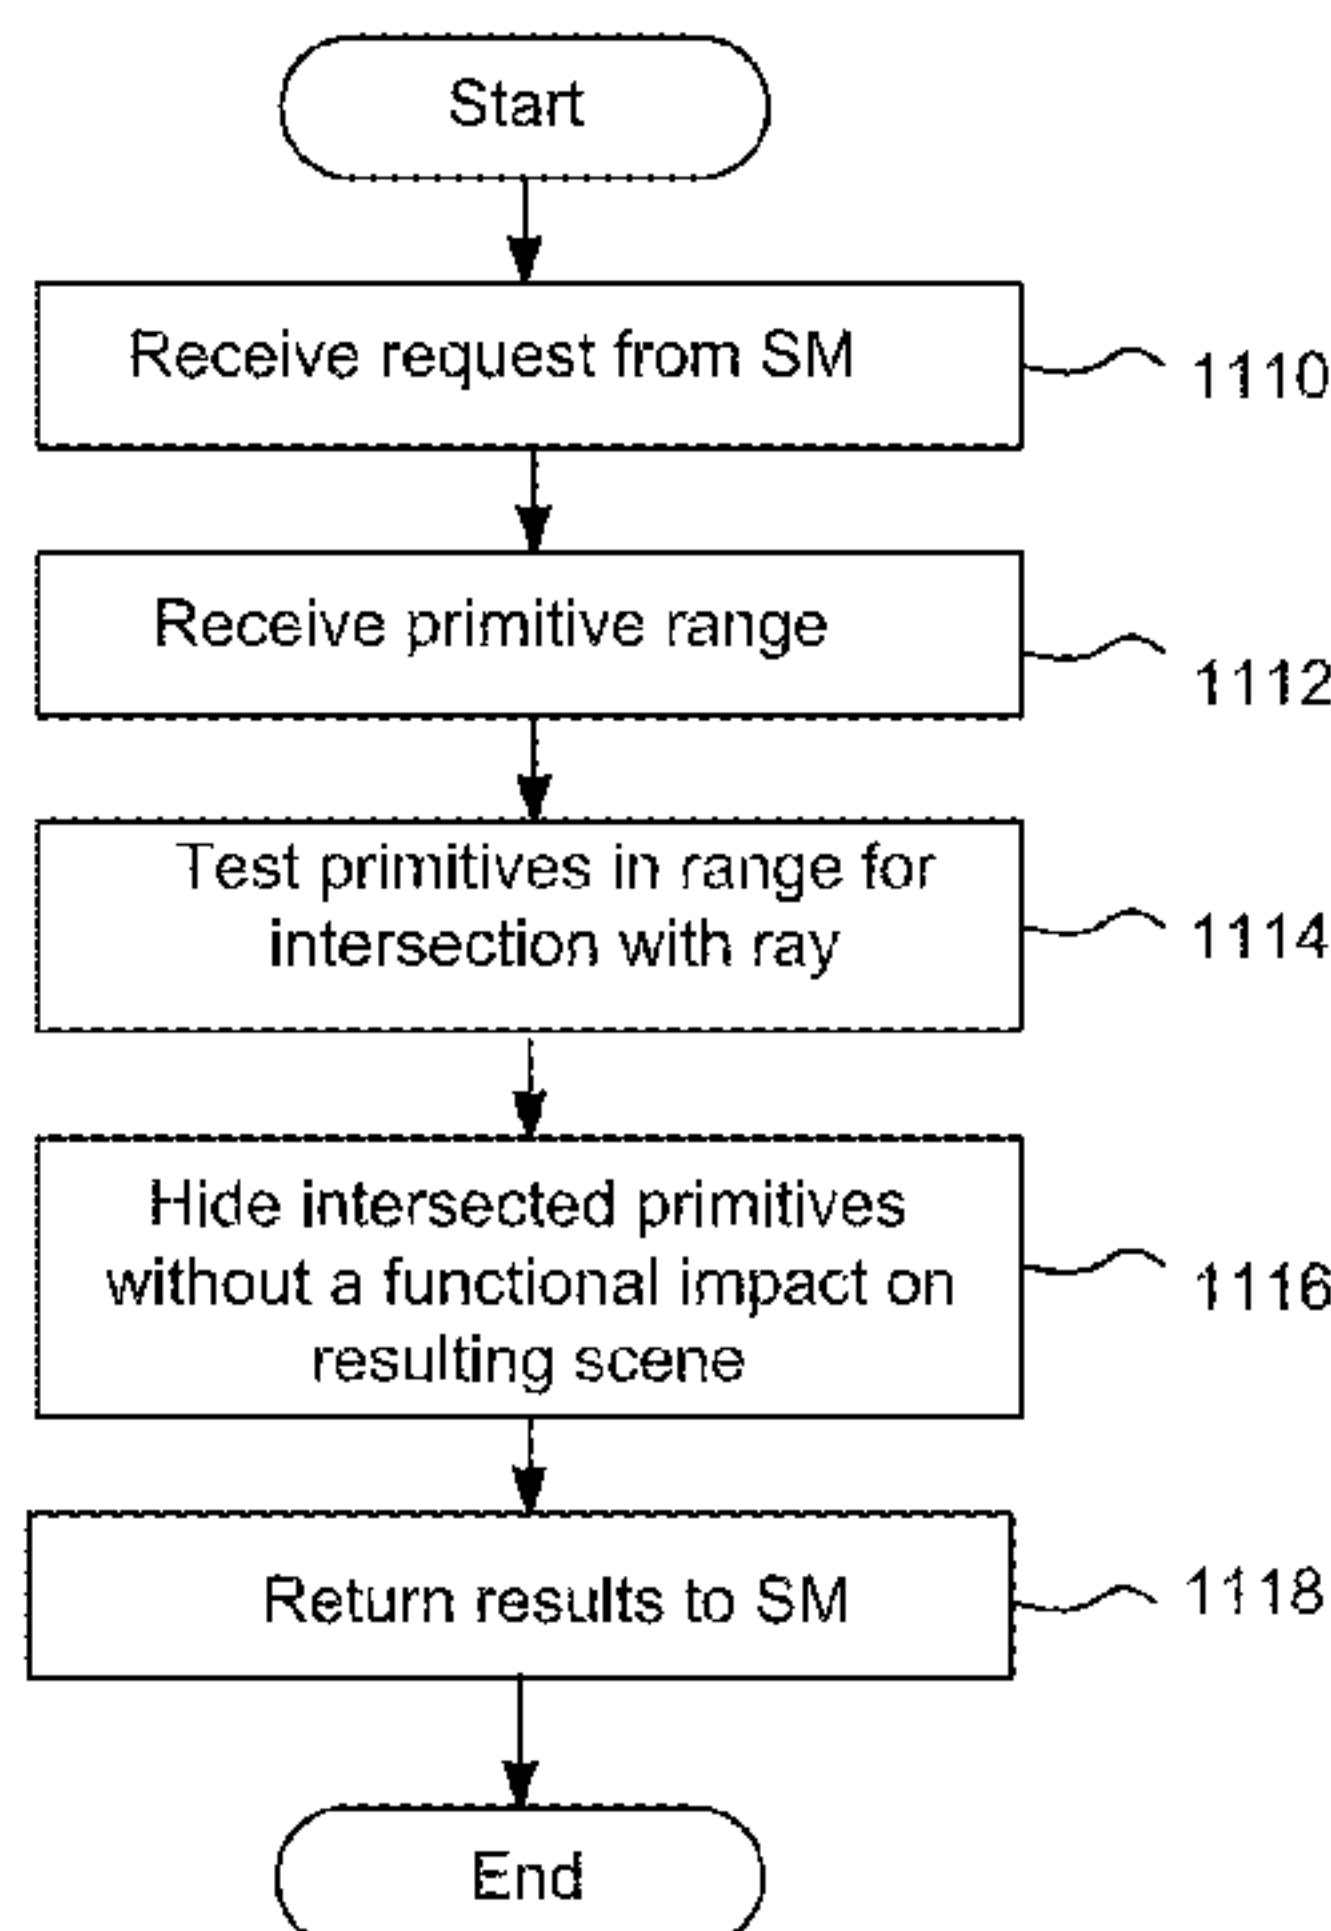 Start
Receive request from SM
1110
Receive primitive range
1112
Test primitives in range for
intersection with ray
1114
Hide intersected primitives
without a functional impact on
resulting scene
1116
Return results to SM
1118
End